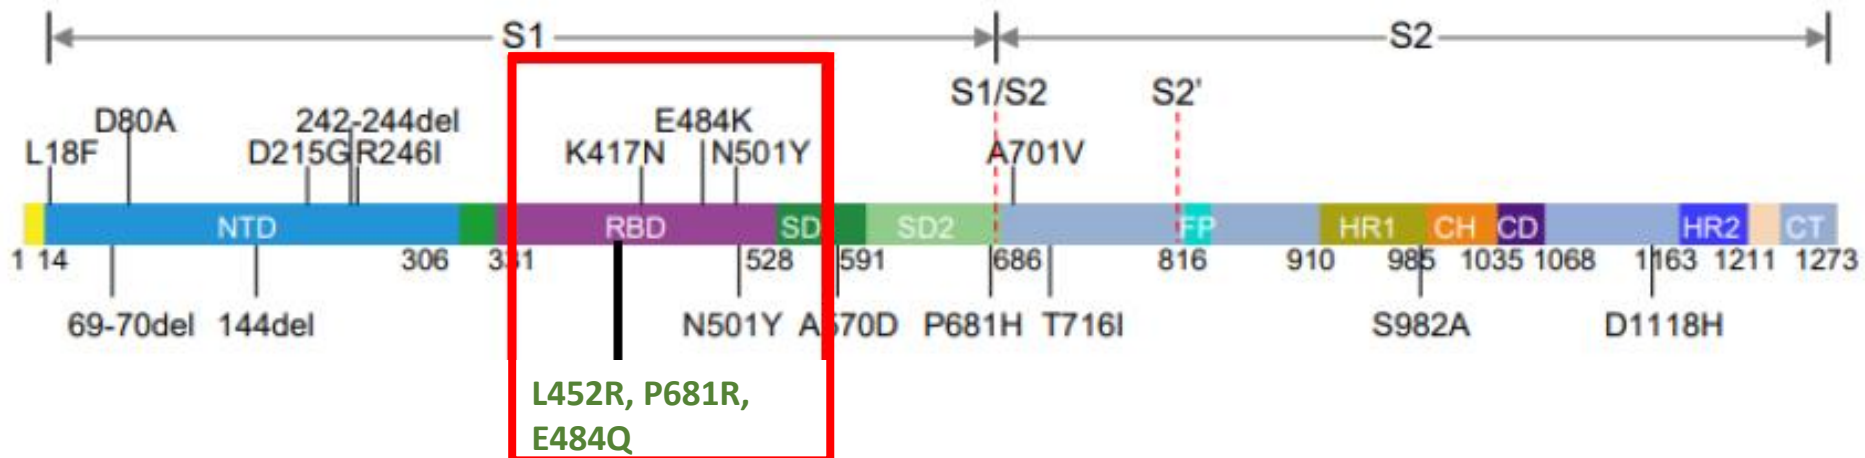 S1 S2
S1/S2 S2'
D80A 242-244del E484K
L18F D215G R246I K417N N501Y A701V
NTD RBD SD SD2 FP HR1 CH CD HR2 CT
1 14 306 331 528 591 686 816 910 985 1035 1068 1163 1211 1273
69-70del 144del N501Y A570D P681H T716I S982A D1118H
L452R, P681R,
E484Q